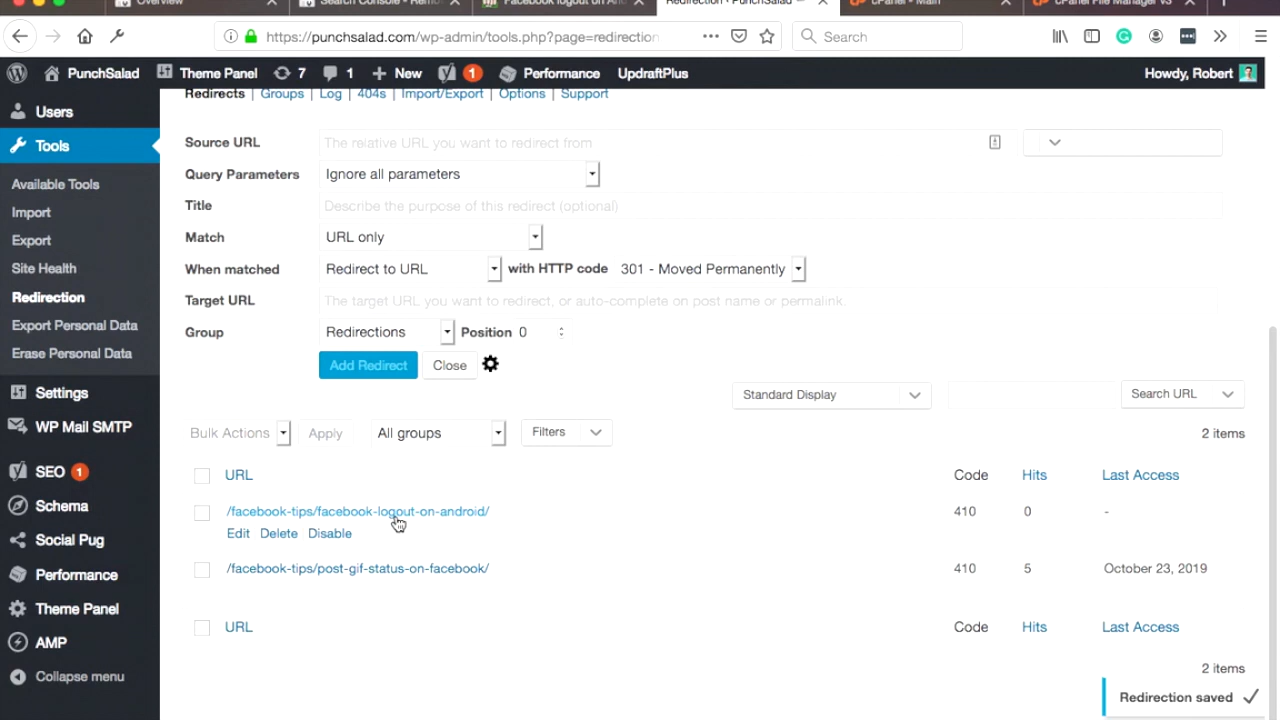 Overview
Search Console - Remo
Facebook logout on An
Redirection ‹ PunchSalad —
cPanel - Main
cPanel File Manager v3
https://punchsalad.com/wp-admin/tools.php?page=redirection
Search
PunchSalad
Theme Panel
7
1
New
1
Performance
UpdraftPlus
Howdy, Robert
Users
Tools
Available Tools
Import
Export
Site Health
Redirection
Export Personal Data
Erase Personal Data
Settings
WP Mail SMTP
SEO 1
Schema
Social Pug
Performance
Theme Panel
AMP
Collapse menu
Redirects | Groups | Log | 404s | Import/Export | Options | Support
Source URL The relative URL you want to redirect from
Query Parameters Ignore all parameters
Title Describe the purpose of this redirect (optional)
Match URL only
When matched Redirect to URL with HTTP code 301 - Moved Permanently
Target URL The target URL you want to redirect, or auto-complete on post name or permalink.
Group Redirections Position 0
Add Redirect Close
Standard Display Search URL
Bulk Actions Apply All groups Filters 2 items
URL Code Hits Last Access
/facebook-tips/facebook-logout-on-android/ 410 0 -
Edit Delete Disable
/facebook-tips/post-gif-status-on-facebook/ 410 5 October 23, 2019
URL Code Hits Last Access
2 items
Redirection saved